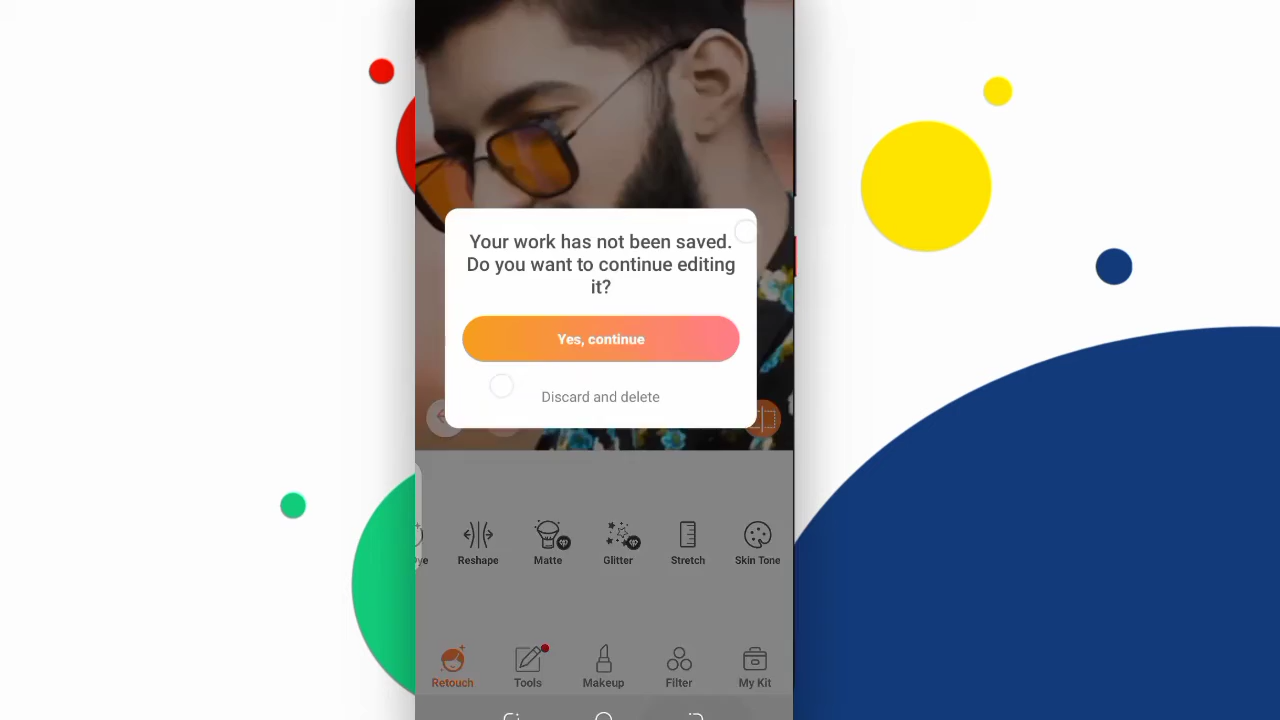 Your work has not been saved.
Do you want to continue editing
it?
Yes, continue
Discard and delete
ye Reshape Matte Glitter Stretch Skin Tone
Retouch Tools Makeup Filter My Kit